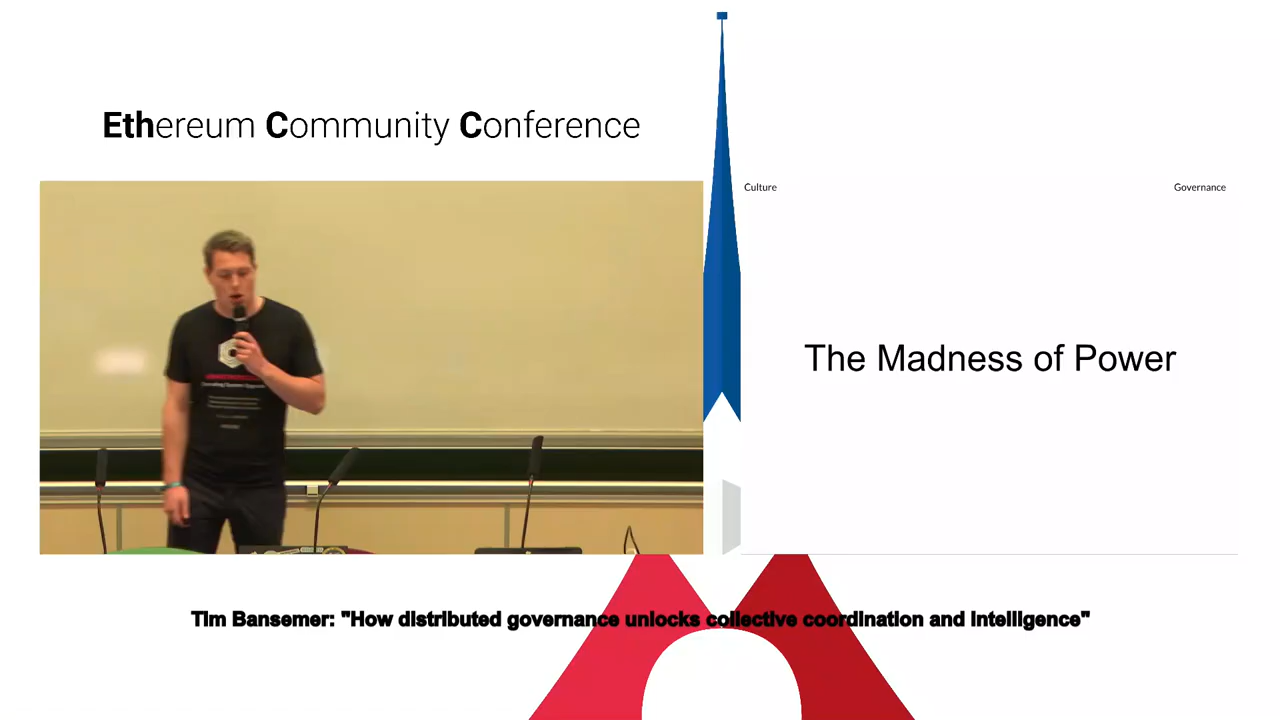 Ethereum Community Conference
Culture
Governance
The Madness of Power
Tim Bansemer: "How distributed governance unlocks collective coordination and intelligence"